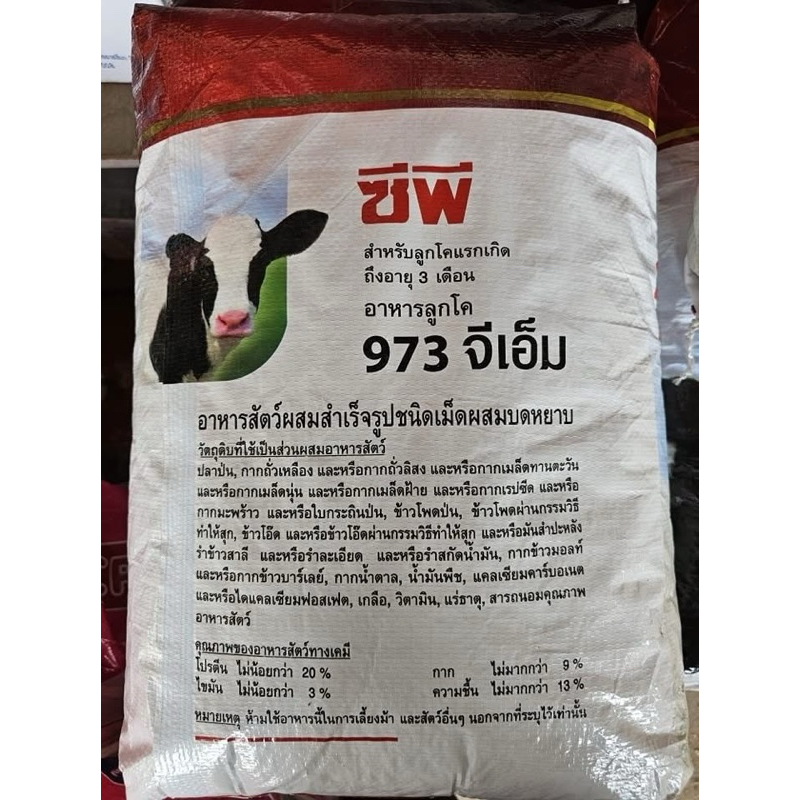 ซีพี
สำหรับลูกโคแรกเกิด
ถึงอายุ 3 เดือน
อาหารลูกโค
973 จีเอ็ม
อาหารสัตว์ผสมสำเร็จรูปชนิดเม็ดผสมบดหยาบ
วัตถุดิบที่ใช้เป็นส่วนผสมอาหารสัตว์
ปลาป่น, กากถั่วเหลือง และหรือกากถั่วลิสง และหรือกากเมล็ดทานตะวัน
และหรือกากเมล็ดนุ่น และหรือกากเมล็ดฝ้าย และหรือกากเรปซีด และหรือ
กากมะพร้าว และหรือใบกระถินป่น, ข้าวโพดป่น, ข้าวโพดผ่านกรรมวิธี
ทำให้สุก, ข้าวโอ๊ต และหรือข้าวโอ๊ตผ่านกรรมวิธีทำให้สุก และหรือมันสำปะหลัง
รำข้าวสาลี และหรือรำละเอียด และหรือรำสกัดน้ำมัน, กากข้าวมอลท์
และหรือกากข้าวบาร์เลย์, กากน้ำตาล, น้ำมันพืช, แคลเซียมคาร์บอเนต
และหรือไดแคลเซียมฟอสเฟต, เกลือ, วิตามิน, แร่ธาตุ, สารถนอมคุณภาพ
อาหารสัตว์
คุณภาพของอาหารสัตว์ทางเคมี
โปรตีน ไม่น้อยกว่า 20 % กาก ไม่มากกว่า 9 %
ไขมัน ไม่น้อยกว่า 3 % ความชื้น ไม่มากกว่า 13 %
หมายเหตุ ห้ามใช้อาหารนี้ในการเลี้ยงม้า และสัตว์อื่นๆ นอกจากที่ระบุไว้เท่านั้น